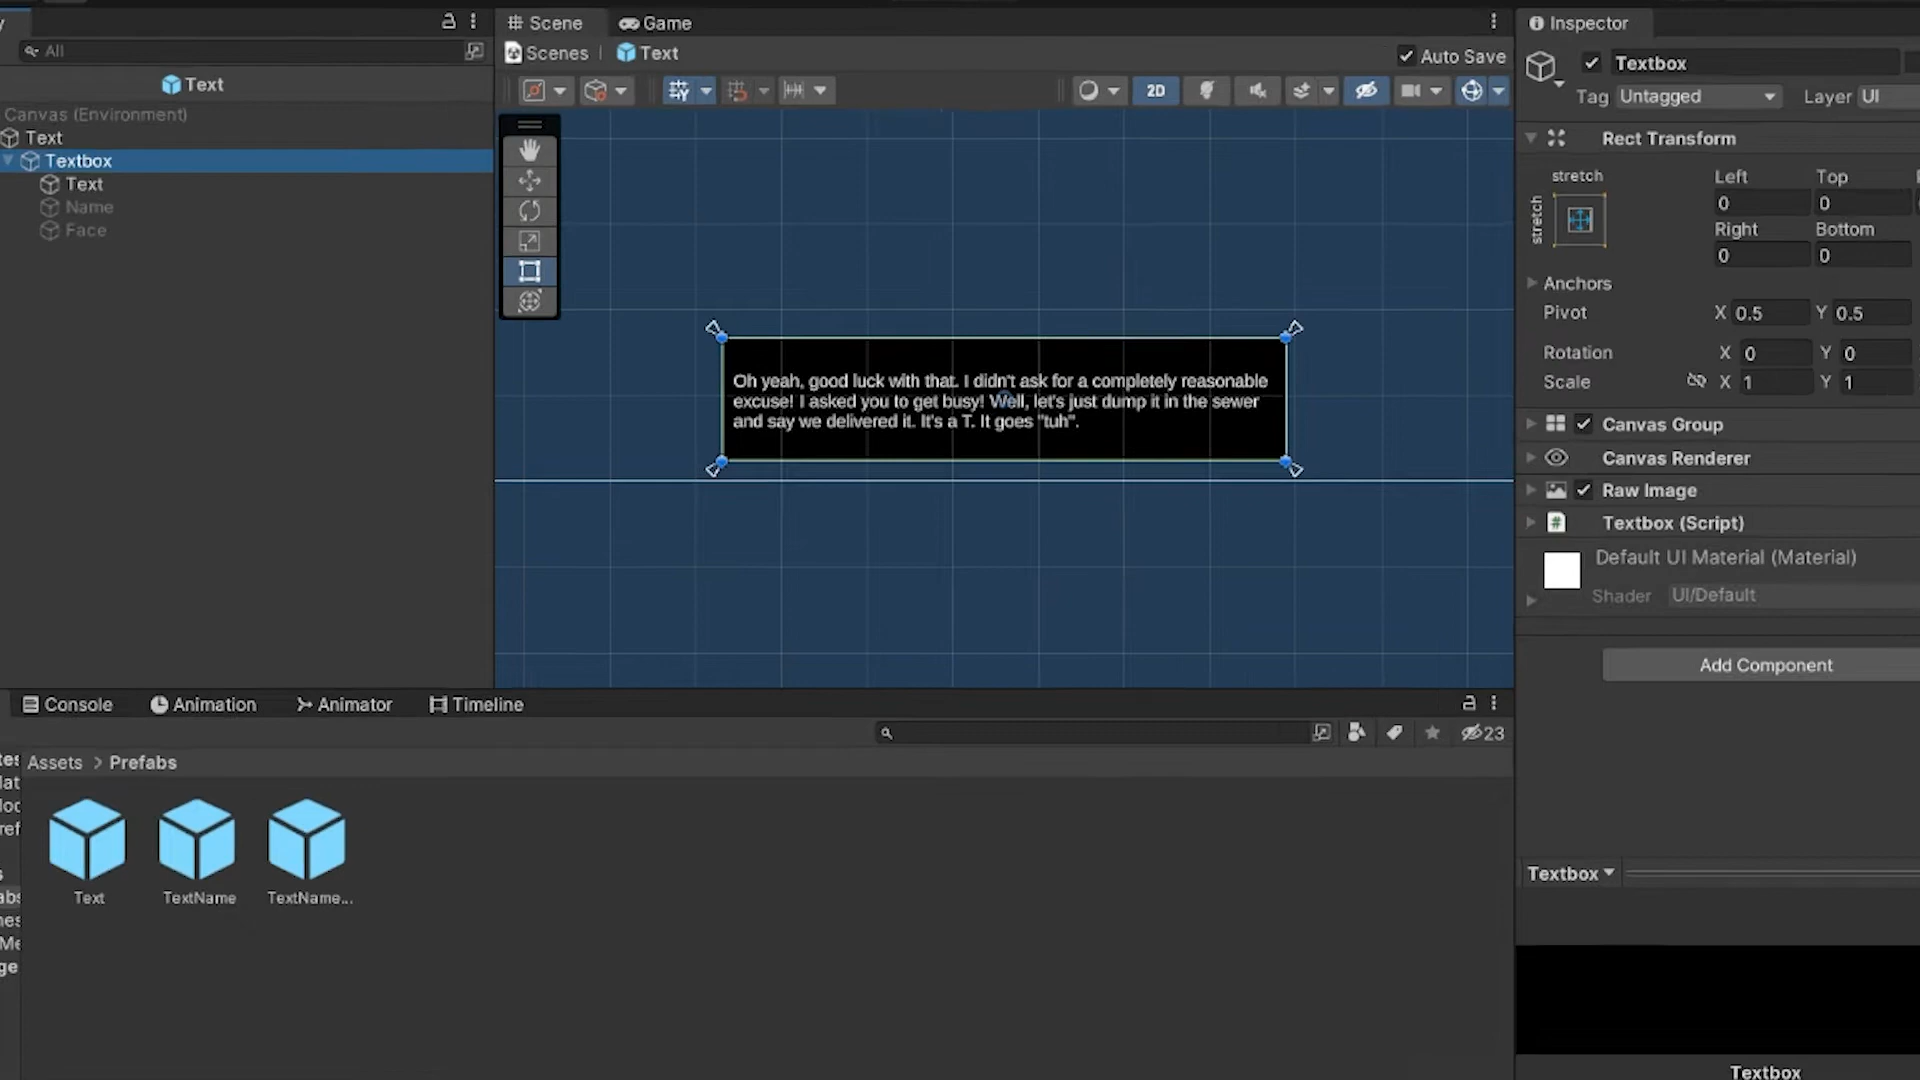 Scene
Game
All
Scenes
Text
Auto Save
Text
2D
Canvas (Environment)
Text
Textbox
Text
Name
Face
Oh yeah, good luck with that. I didn't ask for a completely reasonable
excuse! I asked you to get busy! Well, let's just dump it in the sewer
and say we delivered it. It's a T. It goes "tuh".
Inspector
Textbox
Tag Untagged Layer UI
Rect Transform
stretch
stretch
Left Top
0 0
Right Bottom
0 0
Anchors
Pivot X 0.5 Y 0.5
Rotation X 0 Y 0
Scale X 1 Y 1
Canvas Group
Canvas Renderer
Raw Image
Textbox (Script)
Default UI Material (Material)
Shader UI/Default
Add Component
Textbox
Textbox
Console Animation Animator Timeline
23
Assets > Prefabs
Text TextName TextName...